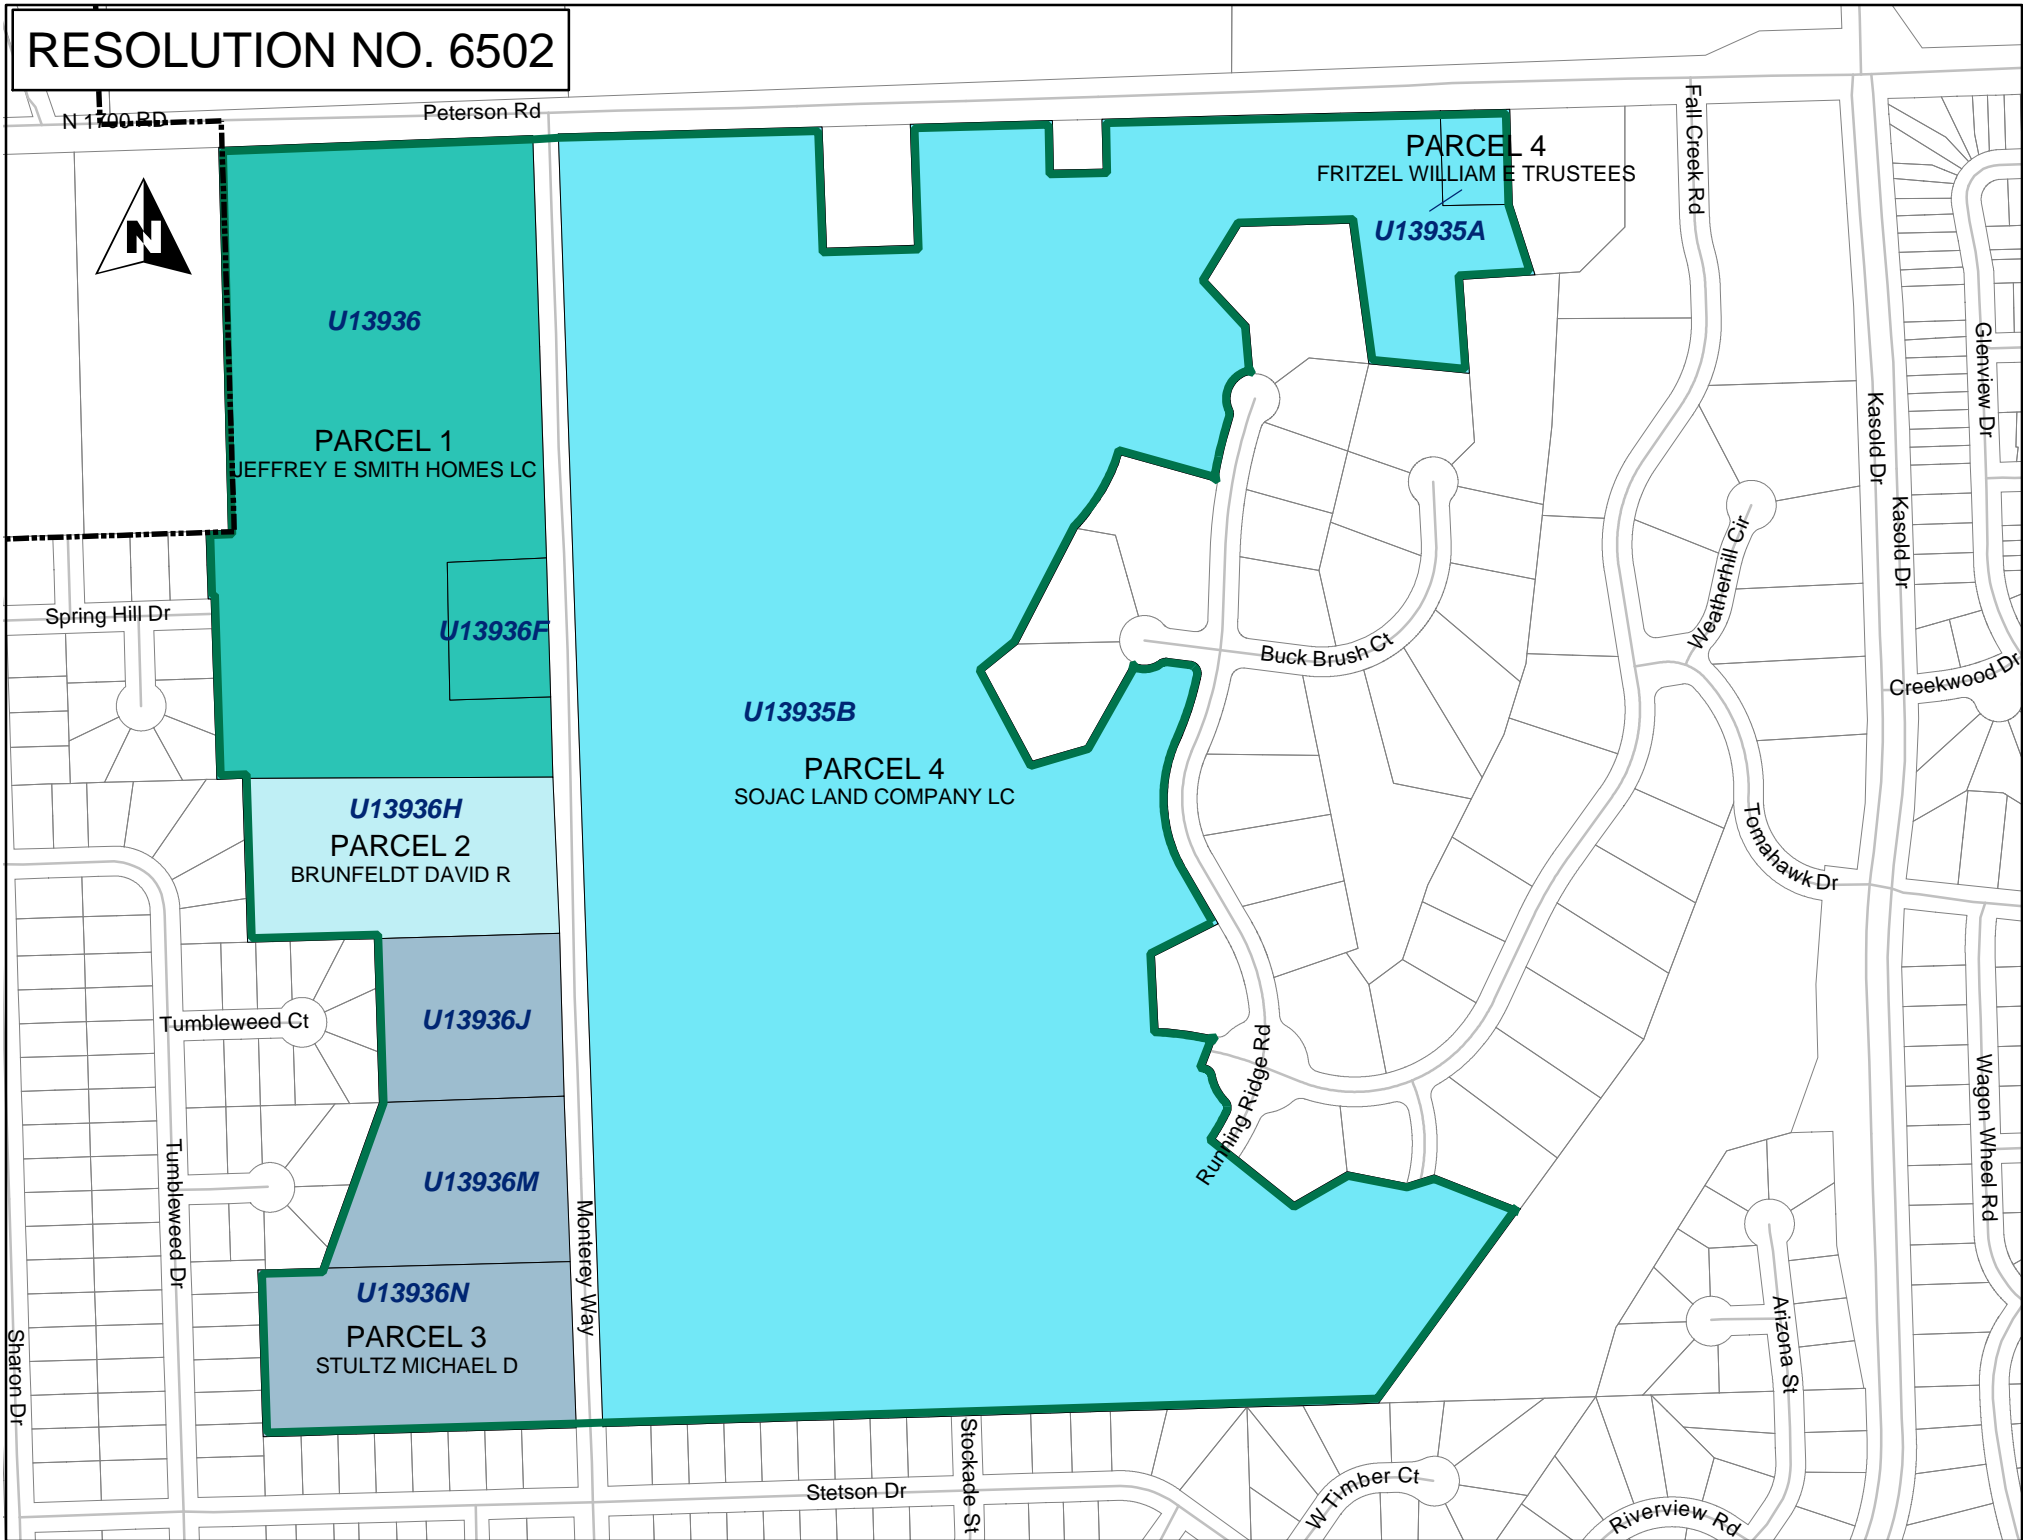 RESOLUTION NO. 6502
N 1700 RD
Peterson Rd
Fall Creek Rd
PARCEL 4
FRITZEL WILLIAM E TRUSTEES
U13935A
N
U13936
PARCEL 1
JEFFREY E SMITH HOMES LC
Kasold Dr
Glenview Dr
Kasold Dr
Weatherhill Cir
Spring Hill Dr
U13936F
Buck Brush Ct
Creekwood Dr
U13935B
PARCEL 4
SOJAC LAND COMPANY LC
U13936H
PARCEL 2
BRUNFELDT DAVID R
Tomahawk Dr
Tumbleweed Ct
U13936J
Running Ridge Rd
Wagon Wheel Rd
Tumbleweed Dr
U13936M
Monterey Way
U13936N
PARCEL 3
STULTZ MICHAEL D
Sharon Dr
Arizona St
Stockade St
Stetson Dr
W Timber Ct
Riverview Rd